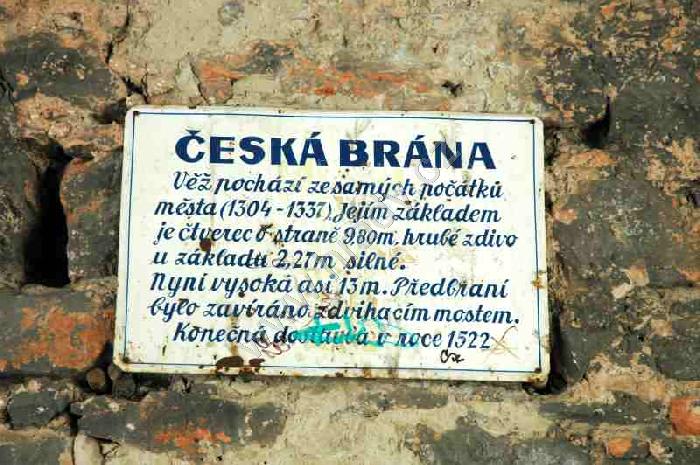 ČESKÁ BRÁNA
Věž pochází ze samých počátků
města (1304-1337). Jejím základem
je čtverec o straně 9,80m, hrubé zdivo
u základu 2,27m silné.
Nyní vysoká asi 13 m. Předbraní
bylo zavíráno zdvihacím mostem.
Konečná dostavba v roce 1522